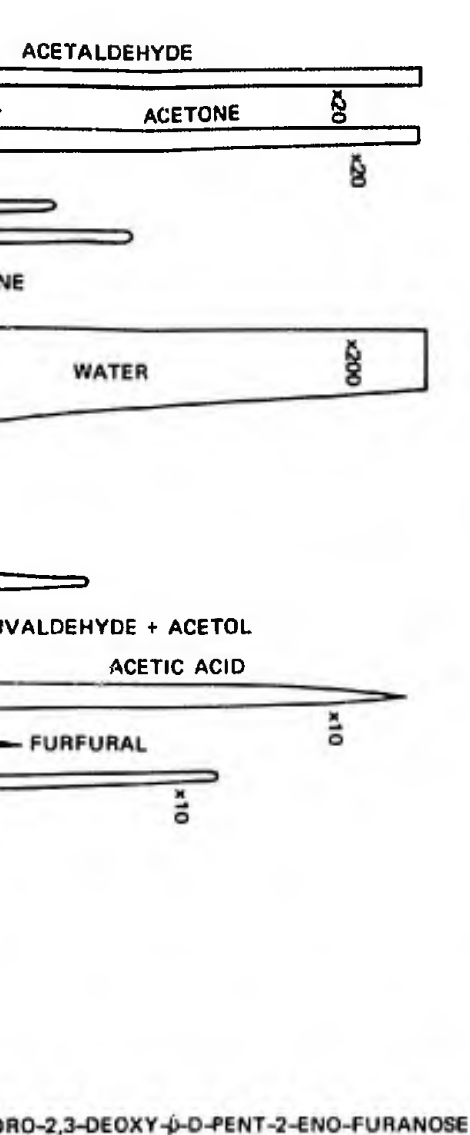 ACETALDEHYDE
x20
ACETONE
x20
NE
WATER
x200
VALDEHYDE + ACETOL
ACETIC ACID
x10
FURFURAL
x10
DRO-2,3-DEOXY-β-D-PENT-2-ENO-FURANOSE